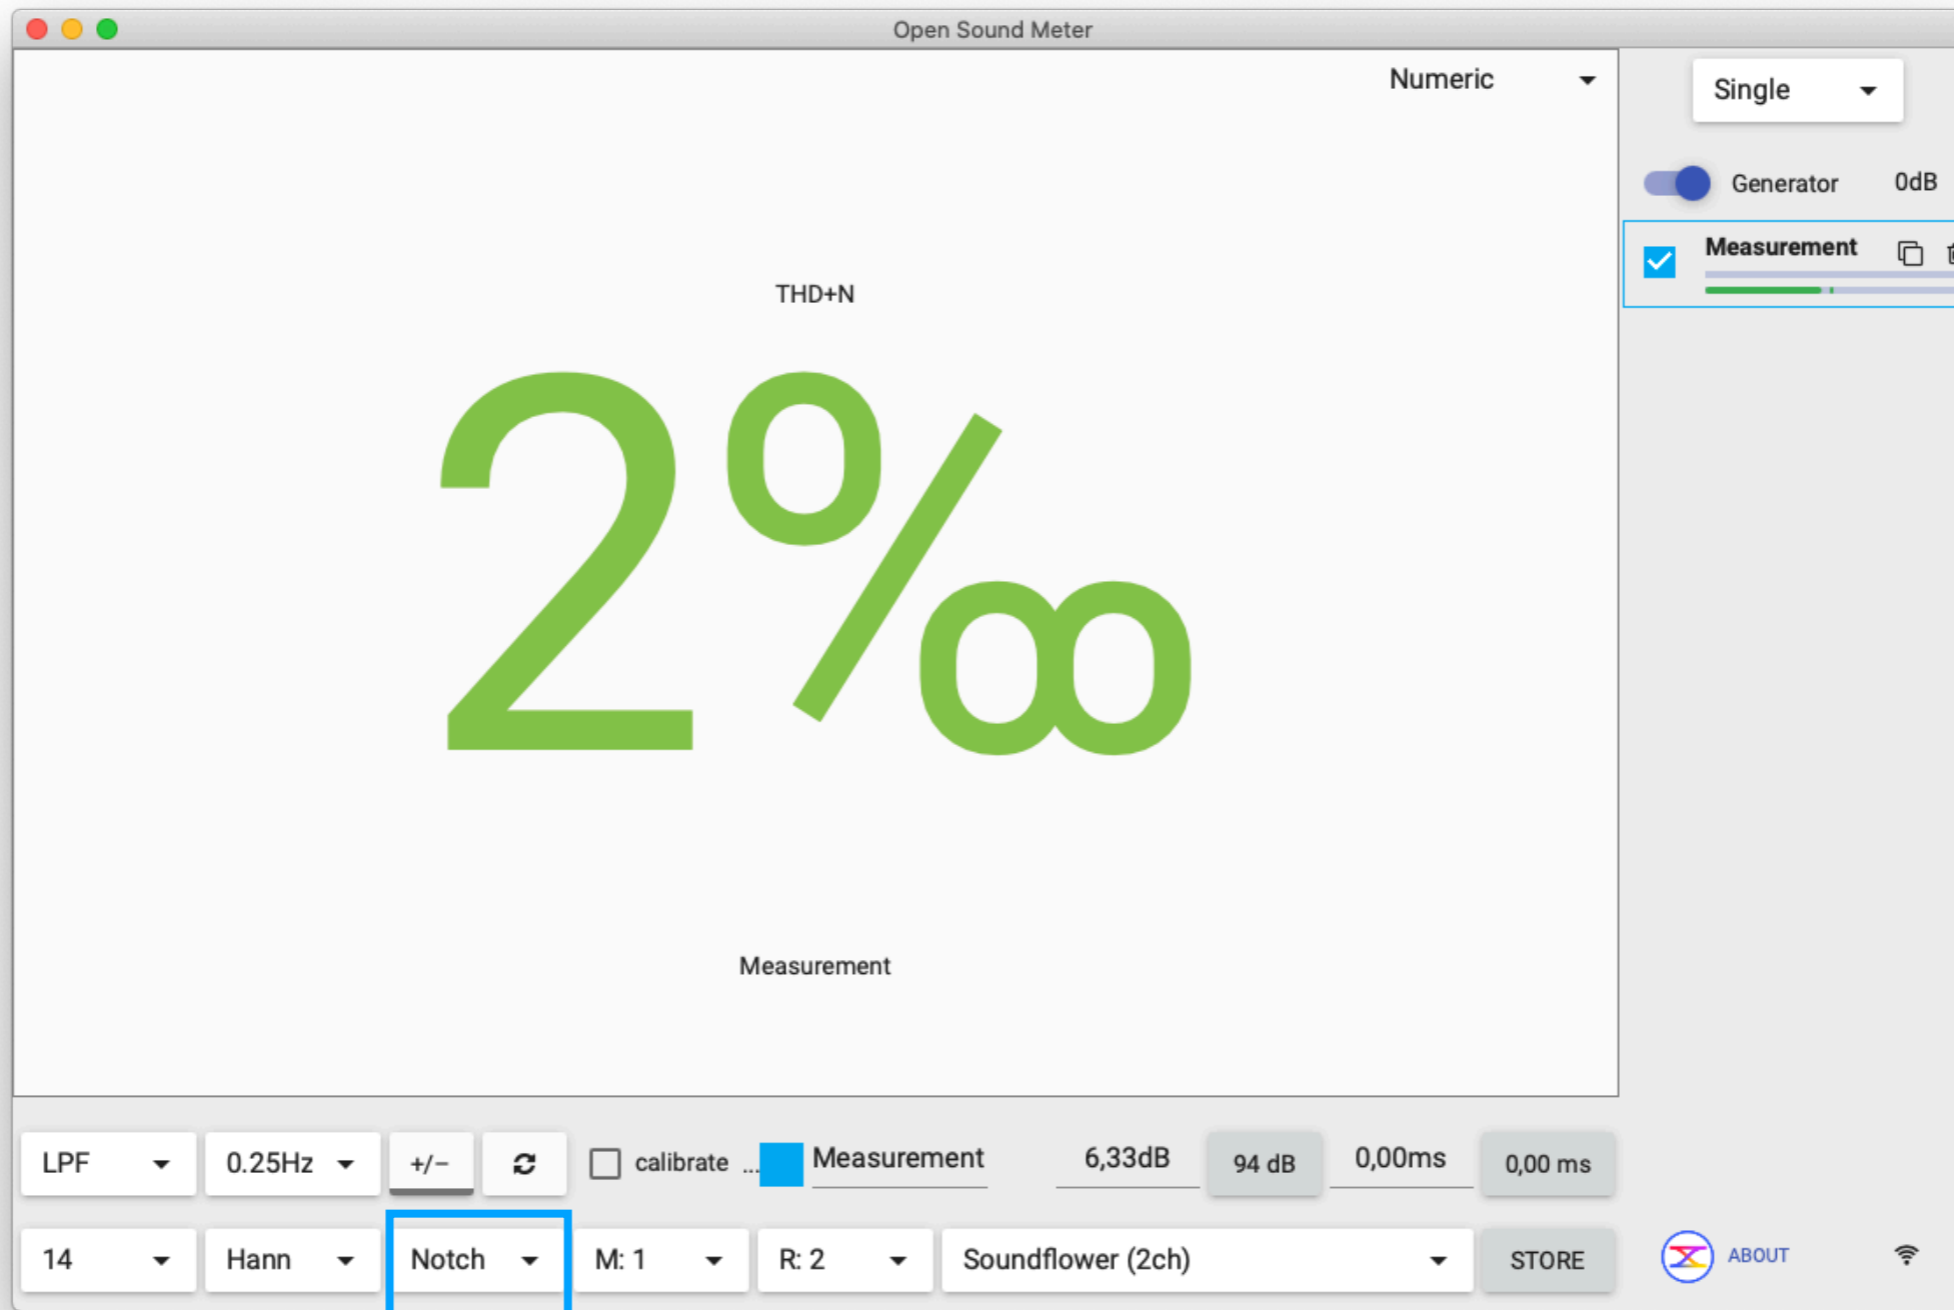 Open Sound Meter
Numeric
Single
Generator 0dB
Measurement
THD+N
2‰
Measurement
LPF 0.25Hz +/− calibrate ... Measurement 6,33dB 94 dB 0,00ms 0,00 ms
14 Hann Notch M: 1 R: 2 Soundflower (2ch) STORE ABOUT